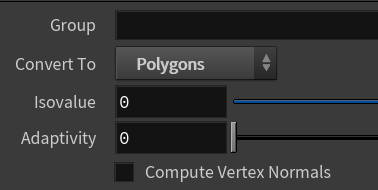 Group
Convert To Polygons
Isovalue 0
Adaptivity 0
Compute Vertex Normals